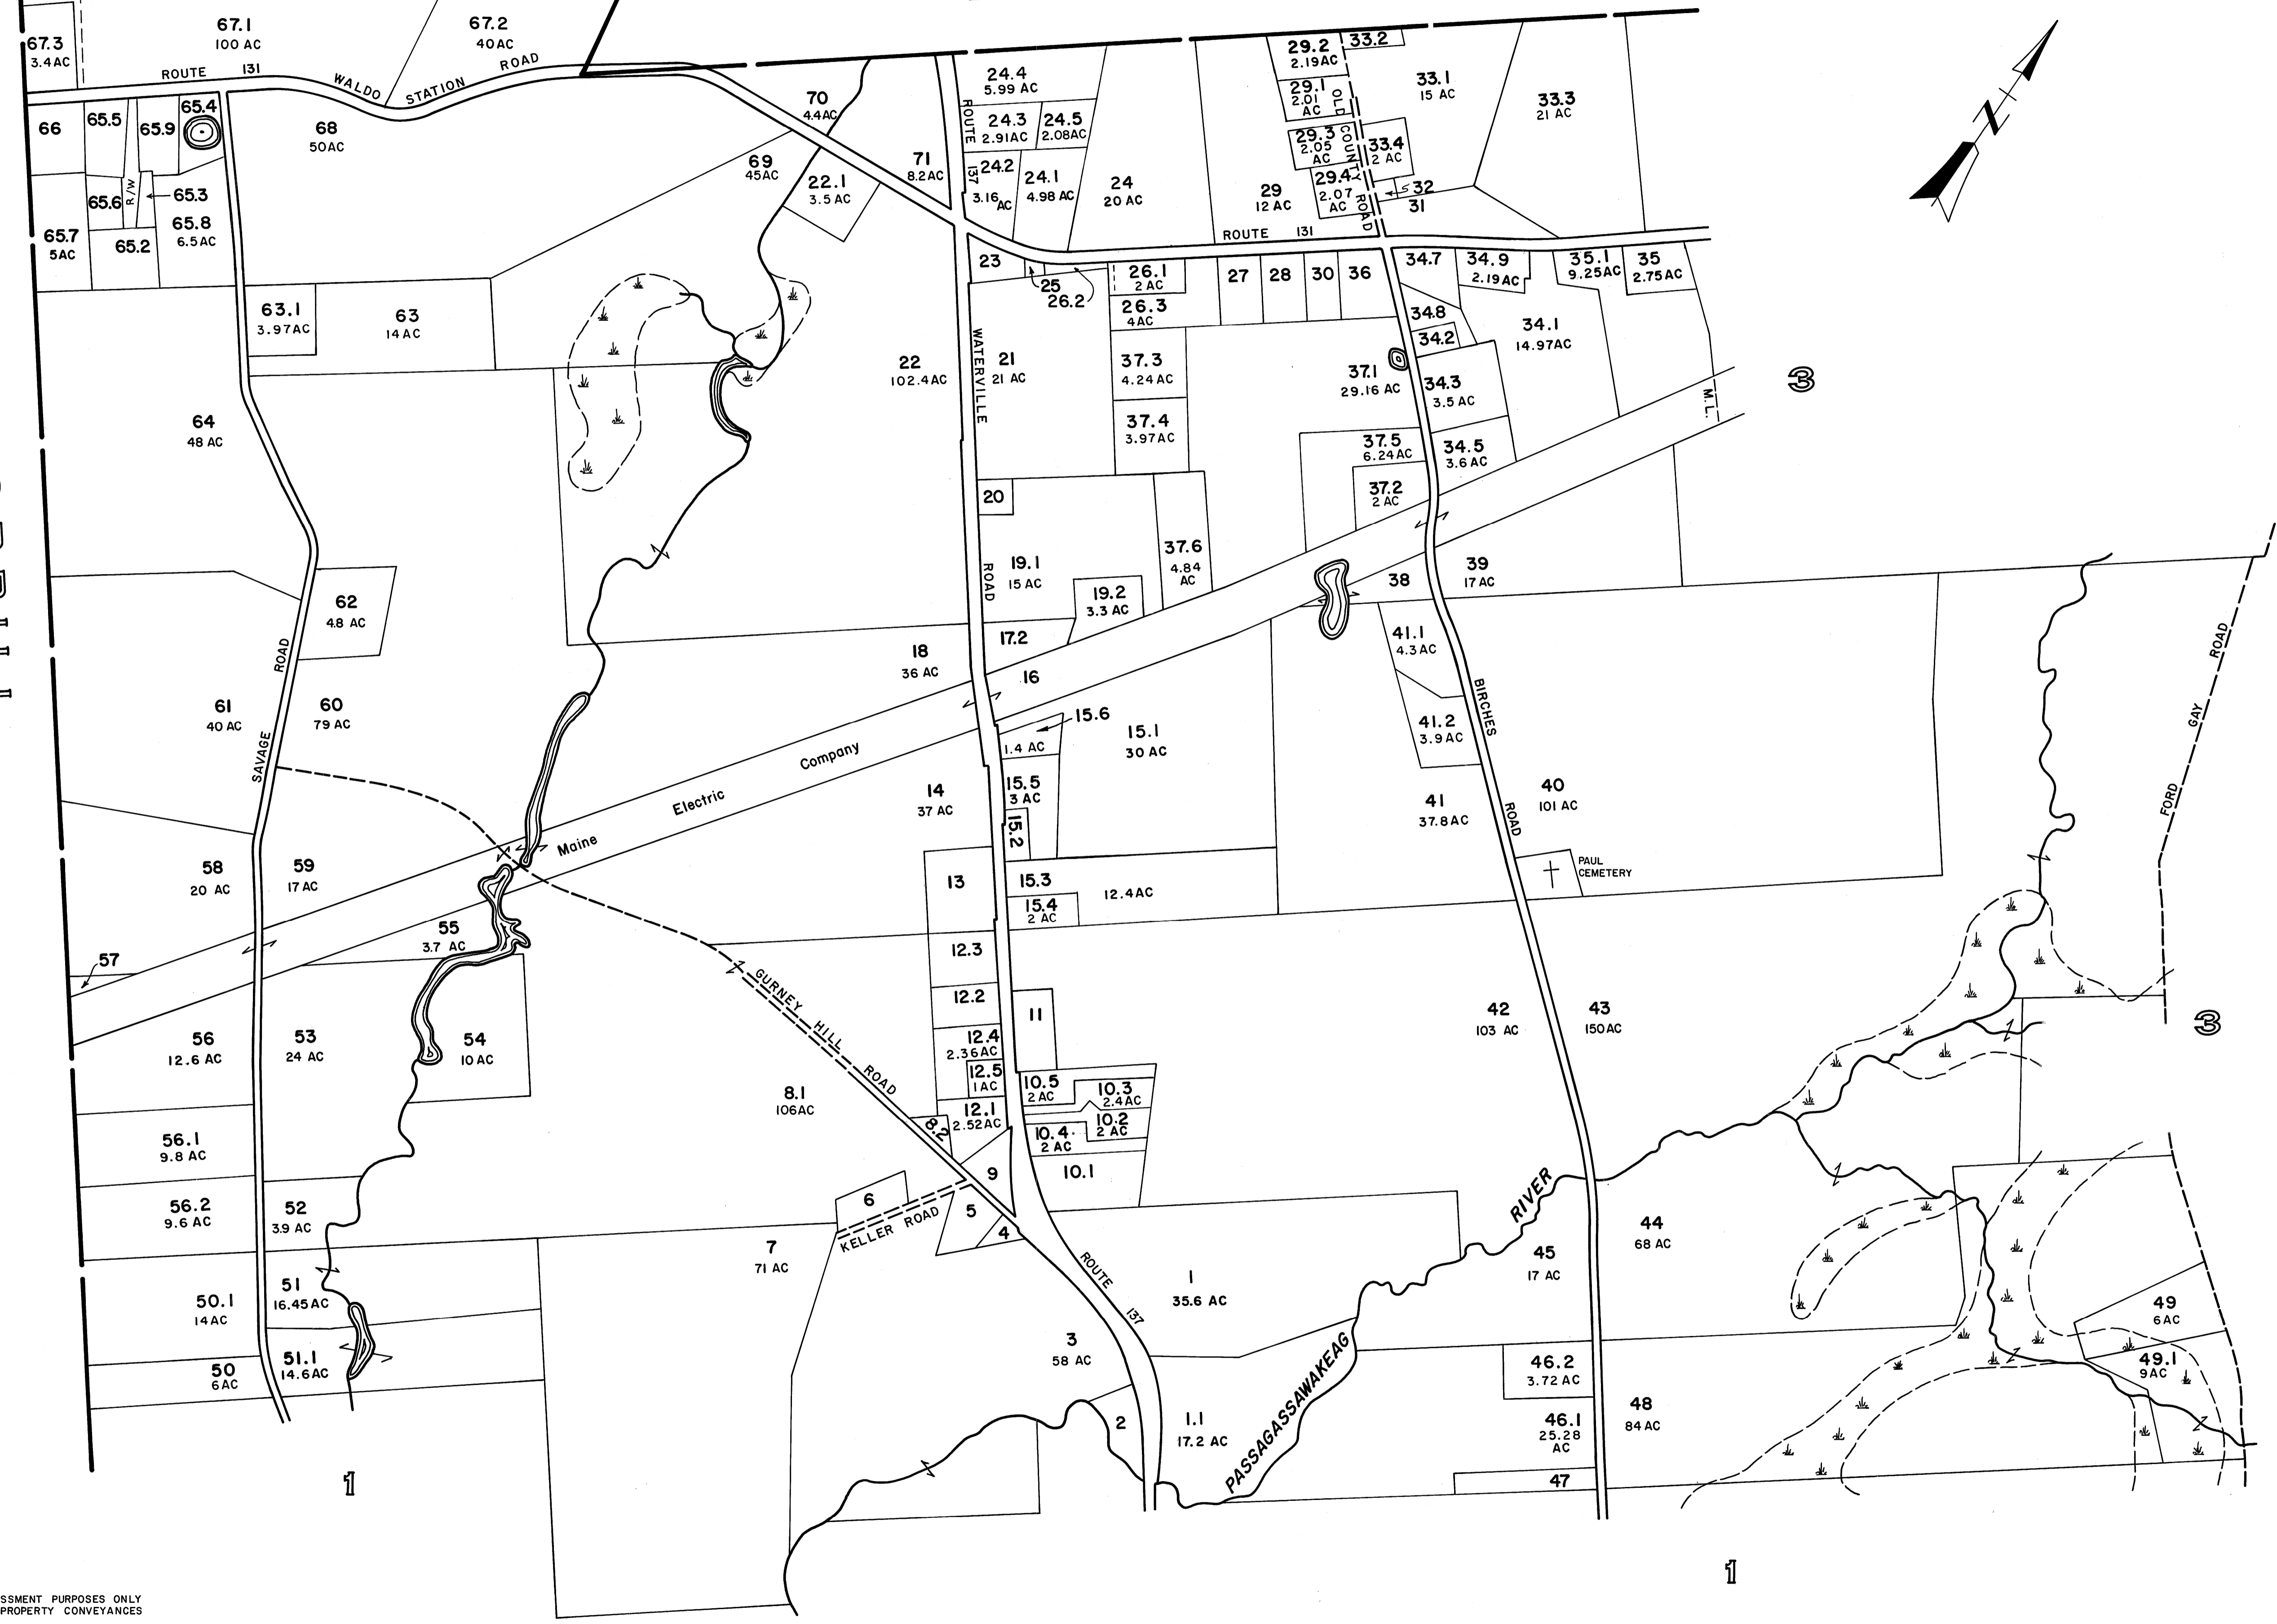 67.3
3.4 AC
67.1
100 AC
67.2
40 AC
ROUTE 131
WALDO STATION ROAD
66
65.5
65.9
65.4
68
50 AC
65.6
R/W
65.3
65.7
5 AC
65.2
65.8
6.5 AC
69
45 AC
70
4.4 AC
22.1
3.5 AC
71
8.2 AC
ROUTE 137
24.4
5.99 AC
24.3
2.91 AC
24.5
2.08 AC
24.2
3.16 AC
24.1
4.98 AC
24
20 AC
29.2
2.19 AC
33.2
29.1
2.01
AC
OLD COUNTY ROAD
29.3
2.05
AC
29.4
2.07
AC
29
12 AC
33.1
15 AC
33.3
21 AC
33.4
2 AC
32
31
N
ROUTE 131
63.1
3.97 AC
63
14 AC
64
48 AC
22
102.4 AC
WATERVILLE ROAD
23
25
26.2
26.1
2 AC
26.3
4 AC
27
28
30
36
34.7
34.9
2.19 AC
35.1
9.25 AC
35
2.75 AC
34.8
34.2
34.1
14.97 AC
21
21 AC
37.3
4.24 AC
37.4
3.97 AC
37.1
29.16 AC
34.3
3.5 AC
37.5
6.24 AC
34.5
3.6 AC
37.2
2 AC
M.L.
3
20
19.1
15 AC
19.2
3.3 AC
37.6
4.84
AC
38
39
17 AC
62
4.8 AC
61
40 AC
60
79 AC
SAVAGE ROAD
18
36 AC
17.2
16
41.1
4.3 AC
41.2
3.9 AC
BIRCHES ROAD
FORD GAY ROAD
15.6
1.4 AC
15.5
3 AC
15.2
15.1
30 AC
14
37 AC
Maine Electric Company
41
37.8 AC
40
101 AC
PAUL
CEMETERY
58
20 AC
59
17 AC
13
15.3
12.4 AC
15.4
2 AC
57
55
3.7 AC
12.3
12.2
12.4
2.36 AC
12.5
1 AC
12.1
2.52 AC
11
56
12.6 AC
53
24 AC
54
10 AC
GURNEY HILL ROAD
8.1
106 AC
8.2
10.5
2 AC
10.3
2.4 AC
10.4
2 AC
10.2
2 AC
10.1
42
103 AC
43
150 AC
3
56.1
9.8 AC
56.2
9.6 AC
52
3.9 AC
6
KELLER ROAD
9
5
4
7
71 AC
ROUTE 137
1
35.6 AC
PASSAGASSAWAKEAG RIVER
45
17 AC
44
68 AC
50.1
14 AC
51
16.45 AC
50
6 AC
51.1
14.6 AC
3
58 AC
2
1.1
17.2 AC
46.2
3.72 AC
46.1
25.28
AC
47
48
84 AC
49
6 AC
49.1
9 AC
1
1
SSMENT PURPOSES ONLY
PROPERTY CONVEYANCES